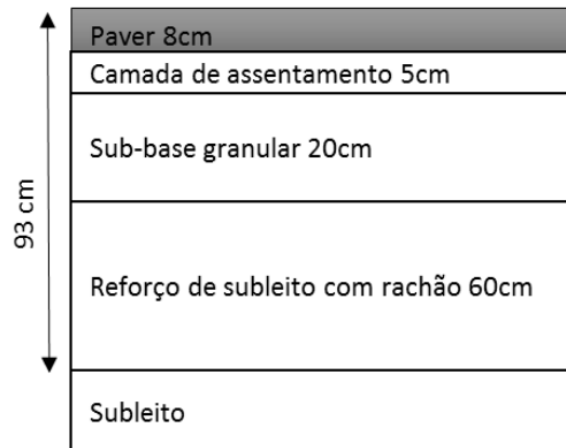 Paver 8cm
Camada de assentamento 5cm
Sub-base granular 20cm
93 cm
Reforço de subleito com rachão 60cm
Subleito